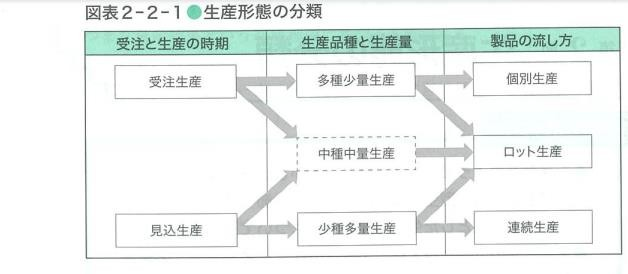 図表2-2-1●生産形態の分類
受注と生産の時期 生産品種と生産量 製品の流し方
受注生産 多種少量生産 個別生産
中種中量生産 ロット生産
見込生産 少種多量生産 連続生産